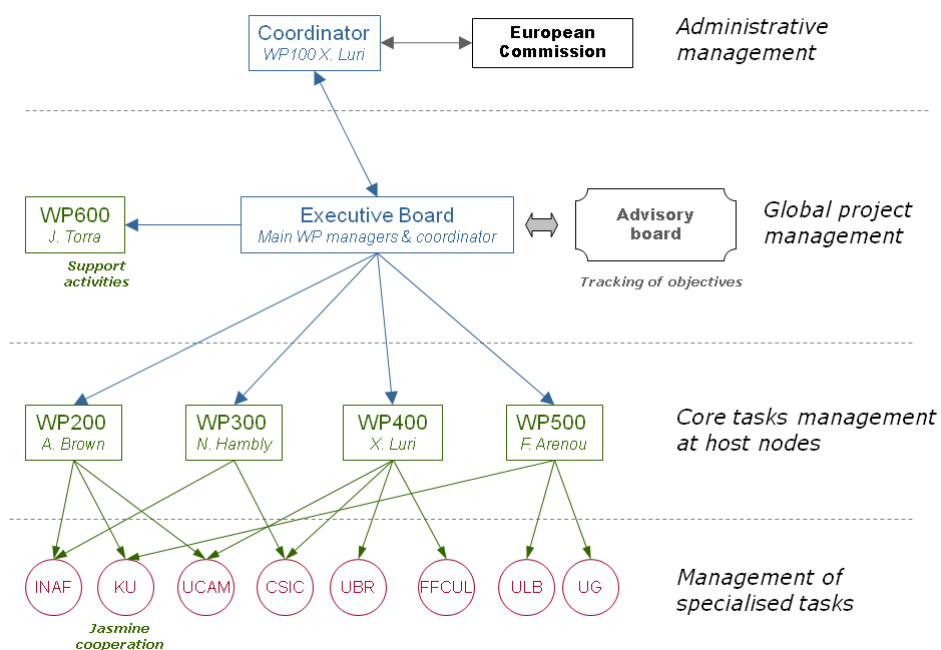 Coordinator
WP100 X. Luri
European
Commission
Administrative
management
WP600
J. Torra
Support
activities
Executive Board
Main WP managers & coordinator
Advisory
board
Tracking of objectives
Global project
management
WP200
A. Brown
WP300
N. Hambly
WP400
X. Luri
WP500
F. Arenou
Core tasks management
at host nodes
INAF
KU
UCAM
CSIC
UBR
FFCUL
ULB
UG
Jasmine
cooperation
Management of
specialised tasks